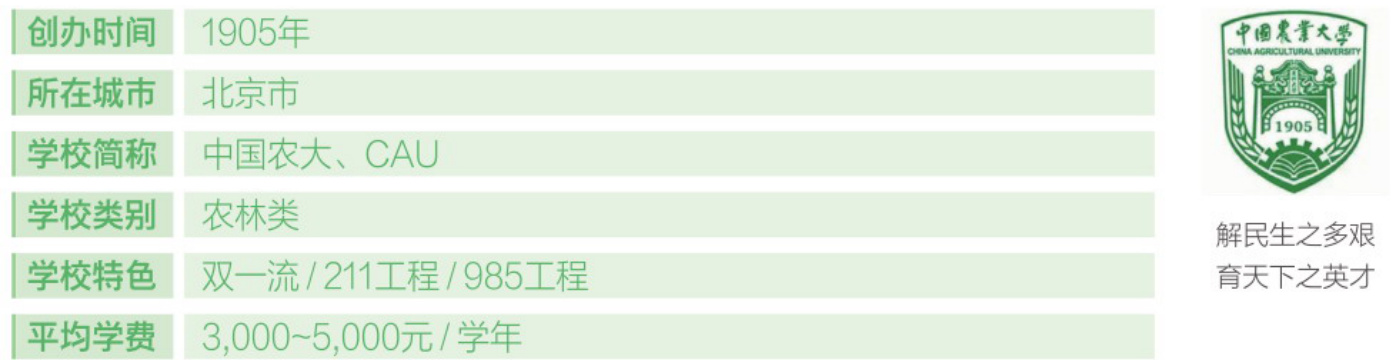 创办时间 1905年
所在城市 北京市
学校简称 中国农大、CAU
学校类别 农林类
学校特色 双一流 / 211工程 / 985工程
平均学费 3,000~5,000元 / 学年
中国农业大学
CHINA AGRICULTURAL UNIVERSITY
1905
解民生之多艰
育天下之英才